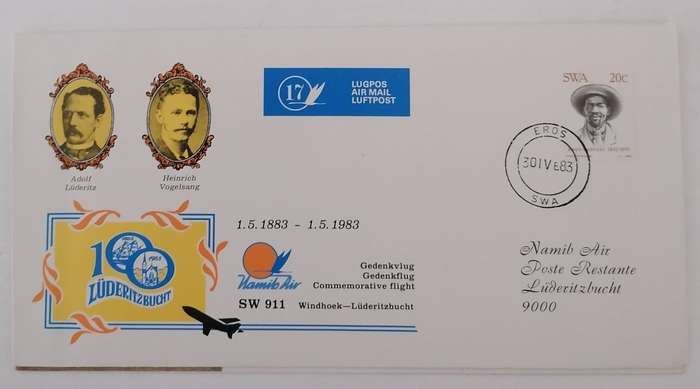 17
LUGPOS
AIR MAIL
LUFTPOST
SWA 20c
EROS
30 IV E83
SWA
Adolf
Lüderitz
Heinrich
Vogelsang
1.5.1883 - 1.5.1983
100
1883
1983
LÜDERITZBUCHT
Namib Air
Gedenkvlug
Gedenkflug
Commemorative flight
SW 911 Windhoek—Lüderitzbucht
Namib Air
Poste Restante
Lüderitzbucht
9000